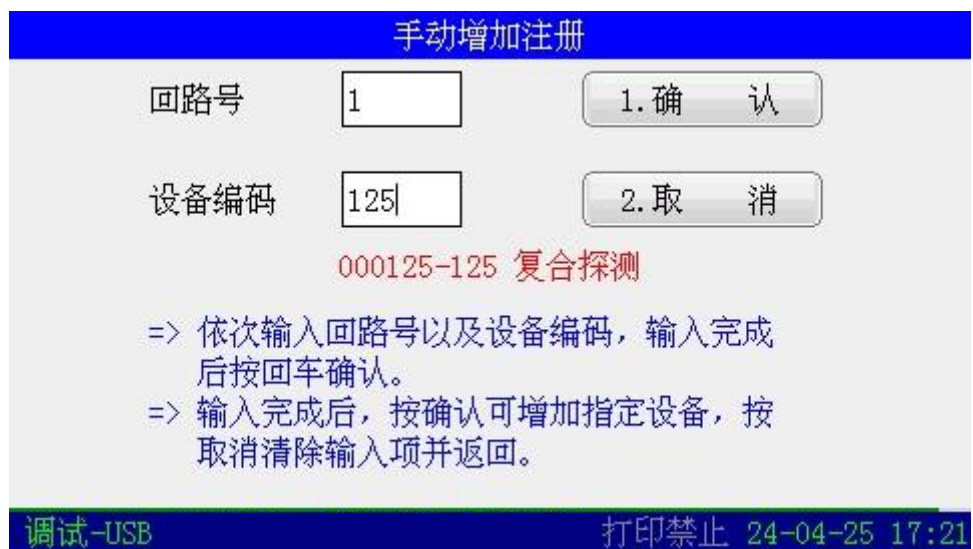 手动增加注册
回路号 1 1.确 认
设备编码 125 2.取 消
000125-125 复合探测
=> 依次输入回路号以及设备编码，输入完成
后按回车确认。
=> 输入完成后，按确认可增加指定设备，按
取消清除输入项并返回。
调试-USB 打印禁止 24-04-25 17:21